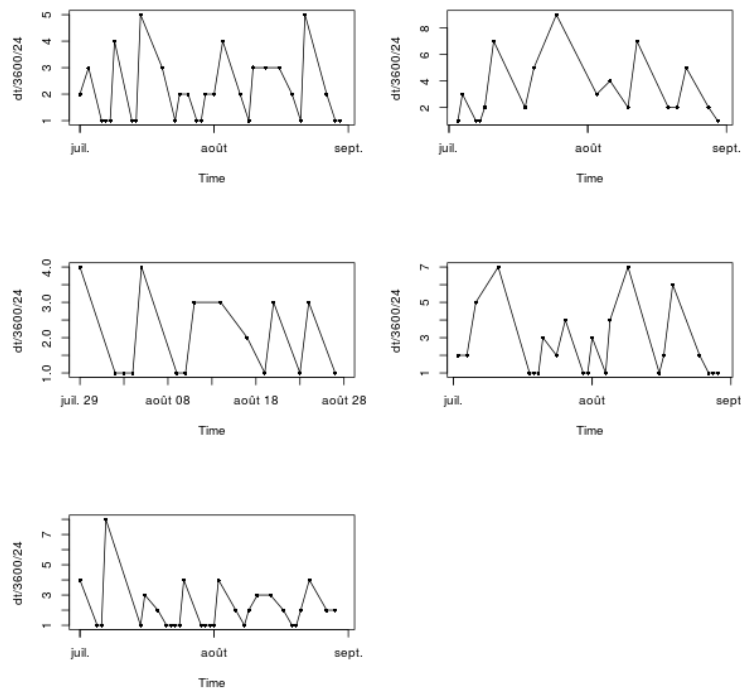 dt/3600/24
5
4
3
2
1
juil. août sept.
Time
dt/3600/24
8
6
4
2
juil. août sept.
Time
dt/3600/24
4.0
3.0
2.0
1.0
juil. 29 août 08 août 18 août 28
Time
dt/3600/24
7
5
3
1
juil. août sept
Time
dt/3600/24
7
5
3
1
juil. août sept.
Time